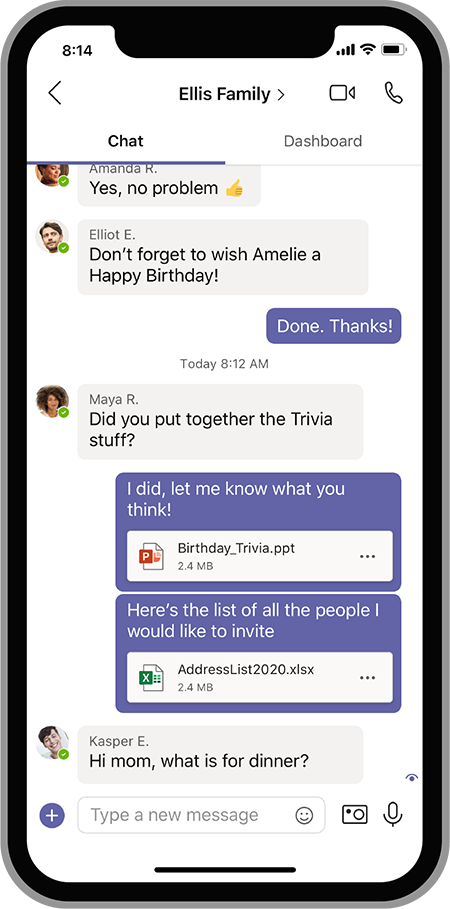 8:14
Ellis Family
Chat
Dashboard
Amanda R.
Yes, no problem 👍
Elliot E.
Don’t forget to wish Amelie a
Happy Birthday!
Done. Thanks!
Today 8:12 AM
Maya R.
Did you put together the Trivia
stuff?
I did, let me know what you
think!
Birthday_Trivia.ppt
2.4 MB
Here’s the list of all the people I
would like to invite
AddressList2020.xlsx
2.4 MB
Kasper E.
Hi mom, what is for dinner?
Type a new message